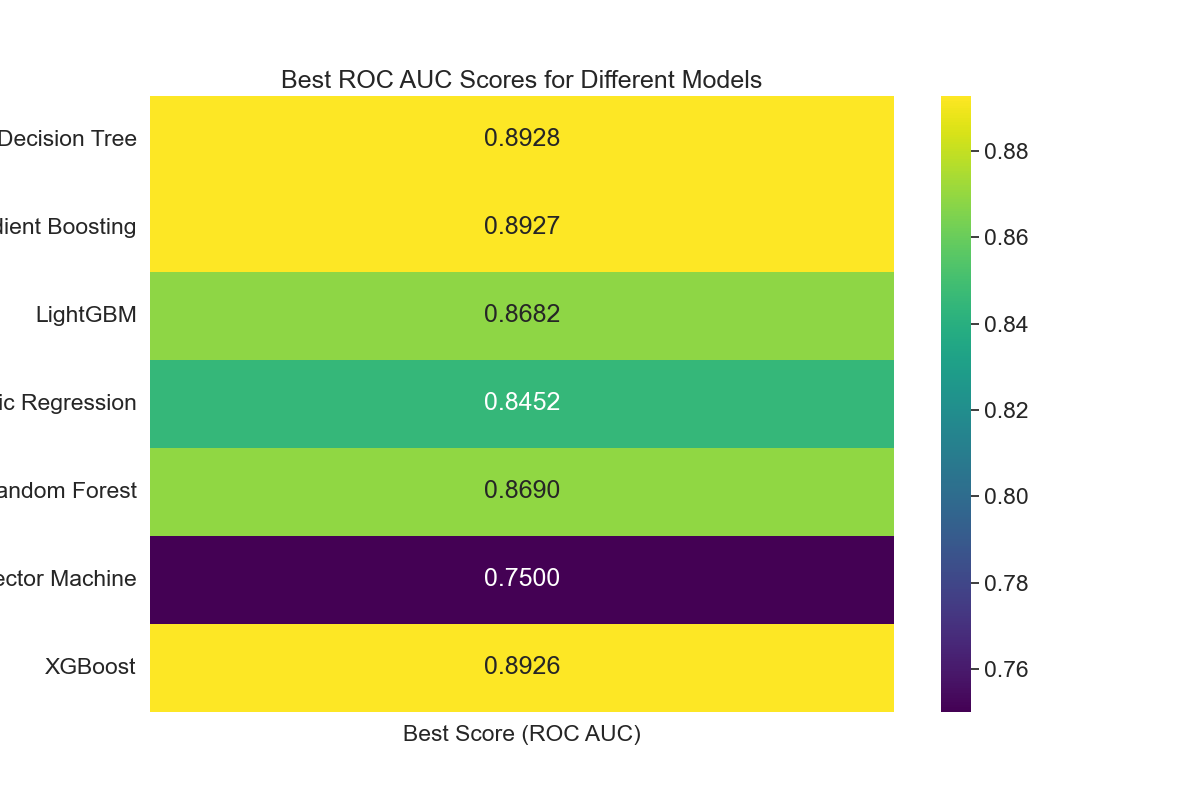 Best ROC AUC Scores for Different Models
Decision Tree 0.8928
dient Boosting 0.8927
LightGBM 0.8682
ic Regression 0.8452
andom Forest 0.8690
ector Machine 0.7500
XGBoost 0.8926
Best Score (ROC AUC)
0.88
0.86
0.84
0.82
0.80
0.78
0.76